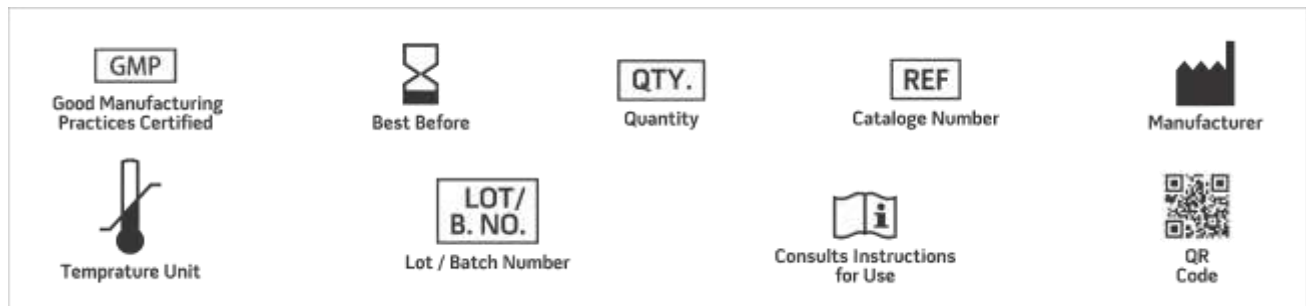 GMP
Good Manufacturing
Practices Certified
Best Before
QTY.
Quantity
REF
Cataloge Number
Manufacturer
Temprature Unit
LOT/
B. NO.
Lot / Batch Number
i
Consults Instructions
for Use
QR
Code